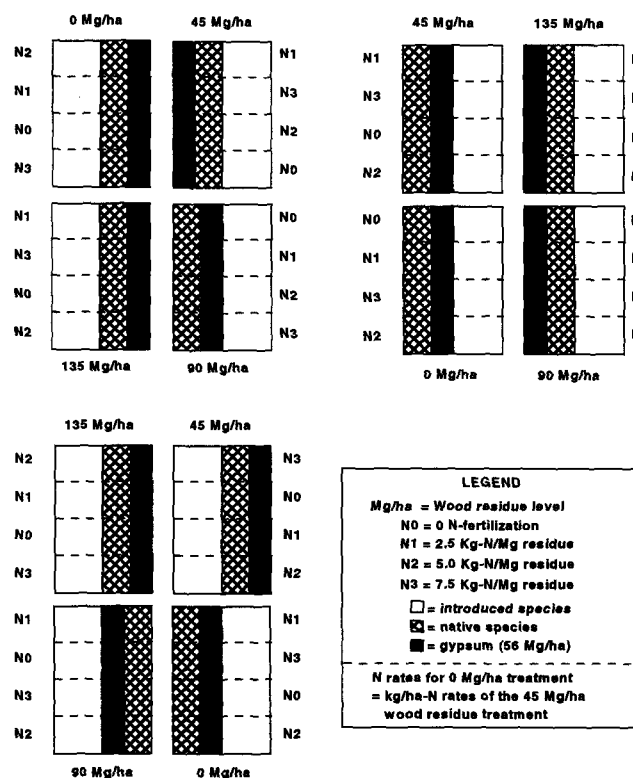 0 Mg/ha 45 Mg/ha
N2 N1
N1 N3
N0 N2
N3 N0
N1 N0
N3 N1
N0 N2
N2 N3
135 Mg/ha 90 Mg/ha
45 Mg/ha 135 Mg/ha
N1
N3
N0
N2
N0
N1
N3
N2
0 Mg/ha 90 Mg/ha
135 Mg/ha 45 Mg/ha
N2 N3
N1 N0
N0 N1
N3 N2
N1 N1
N0 N3
N3 N0
N2 N2
90 Mg/ha 0 Mg/ha
LEGEND
Mg/ha = Wood residue level
N0 = 0 N-fertilization
N1 = 2.5 Kg-N/Mg residue
N2 = 5.0 Kg-N/Mg residue
N3 = 7.5 Kg-N/Mg residue
= introduced species
= native species
= gypsum (56 Mg/ha)
N rates for 0 Mg/ha treatment
= kg/ha-N rates of the 45 Mg/ha
wood residue treatment